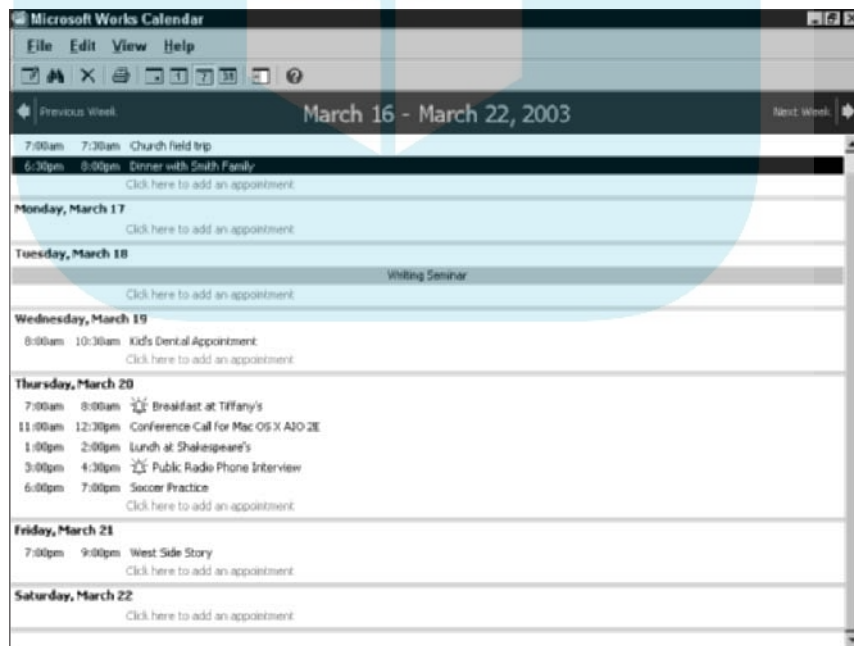 Microsoft Works Calendar
File Edit View Help
1 7 31
Previous Week March 16 - March 22, 2003 Next Week
7:00am 7:30am Church field trip
6:30pm 8:00pm Dinner with Smith Family
Click here to add an appointment
Monday, March 17
Click here to add an appointment
Tuesday, March 18
Writing Seminar
Click here to add an appointment
Wednesday, March 19
8:00am 10:30am Kid's Dental Appointment
Click here to add an appointment
Thursday, March 20
7:00am 8:00am Breakfast at Tiffany's
11:00am 12:30pm Conference Call for Mac OS X AIO 2E
1:00pm 2:00pm Lunch at Shakespeare's
3:00pm 4:30pm Public Radio Phone Interview
6:00pm 7:00pm Soccer Practice
Click here to add an appointment
Friday, March 21
7:00pm 9:00pm West Side Story
Click here to add an appointment
Saturday, March 22
Click here to add an appointment